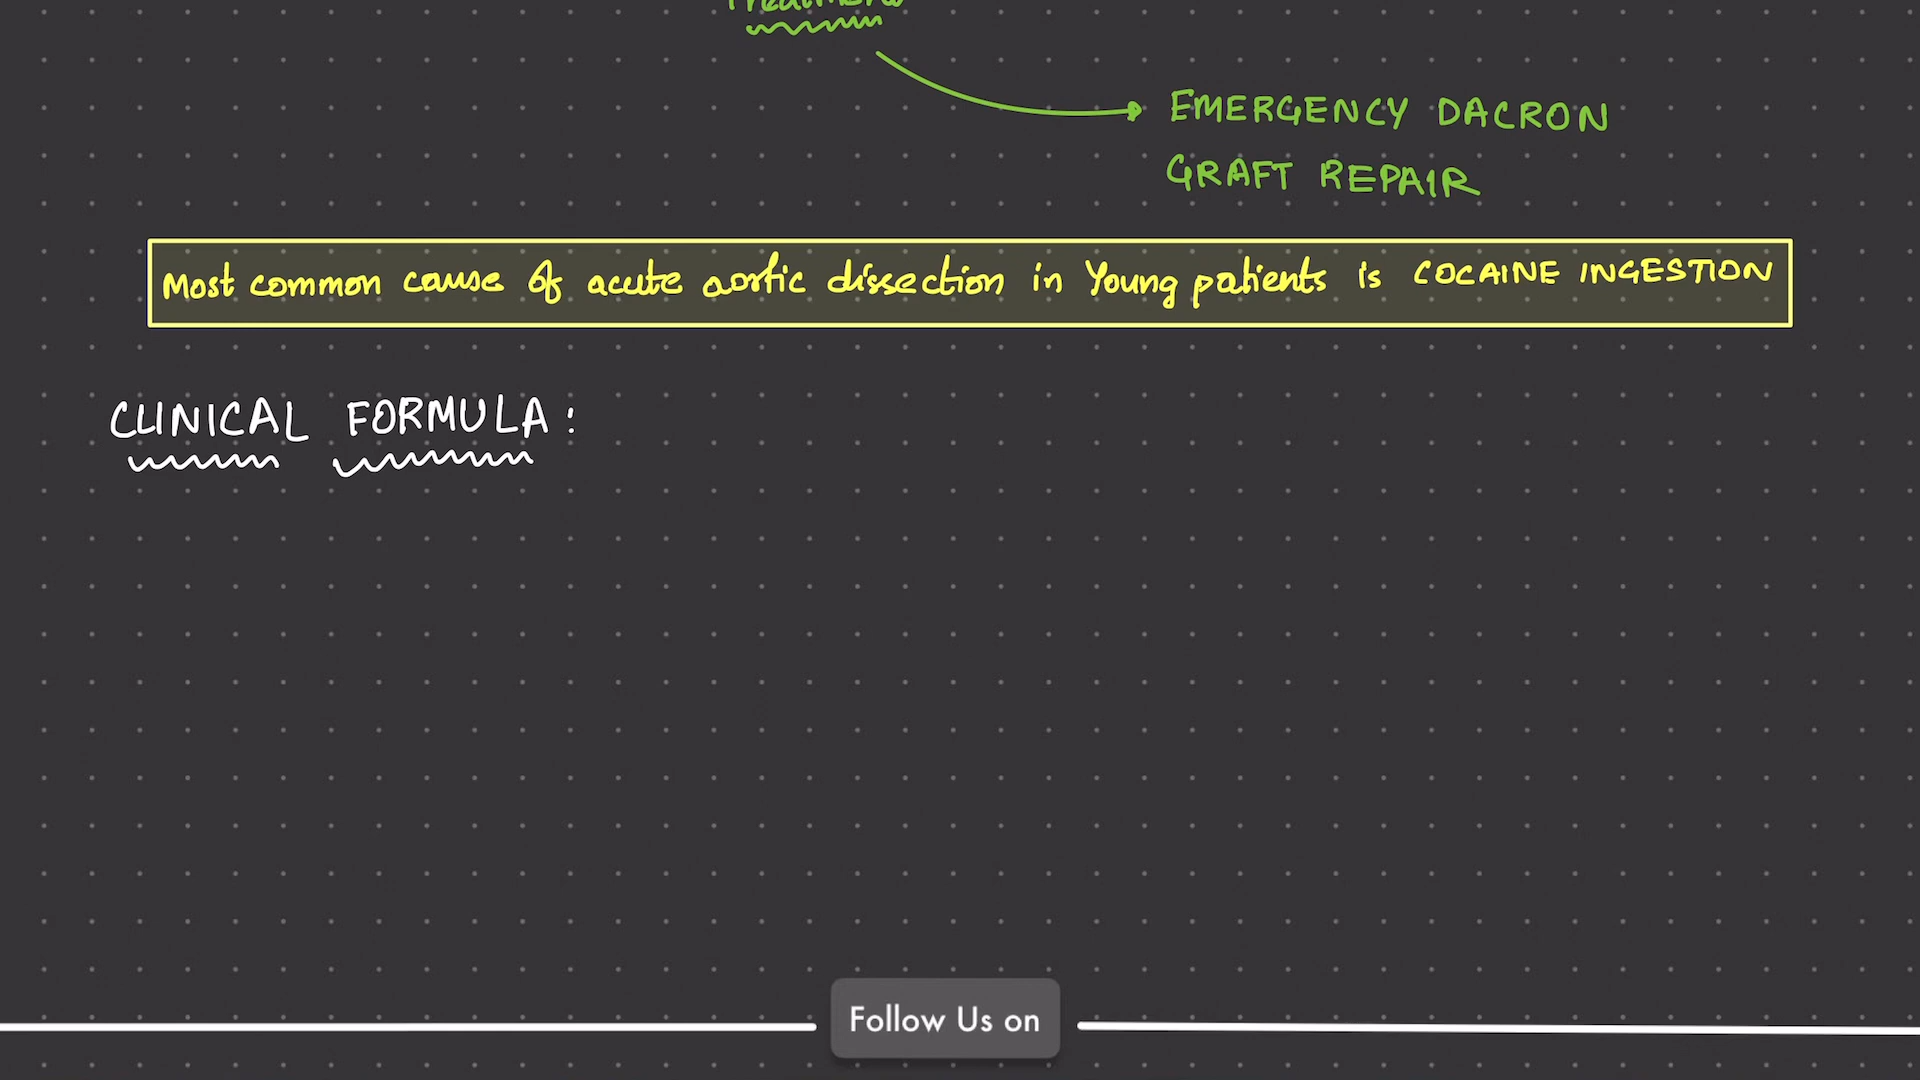 EMERGENCY DACRON
GRAFT REPAIR
Most common cause of acute aortic dissection in Young patients is COCAINE INGESTION
CLINICAL FORMULA:
Follow Us on